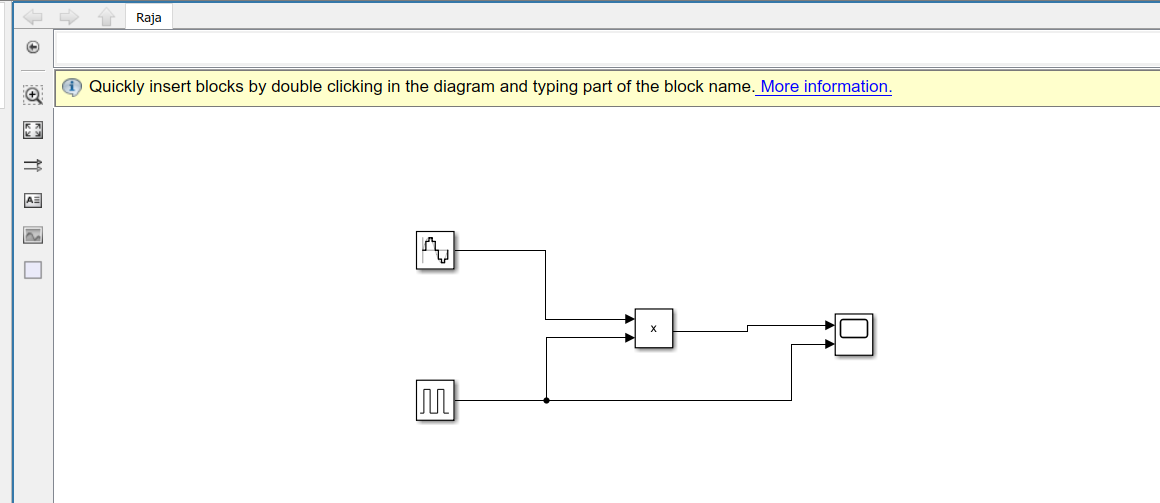 Raja
Quickly insert blocks by double clicking in the diagram and typing part of the block name. More information.
A
x